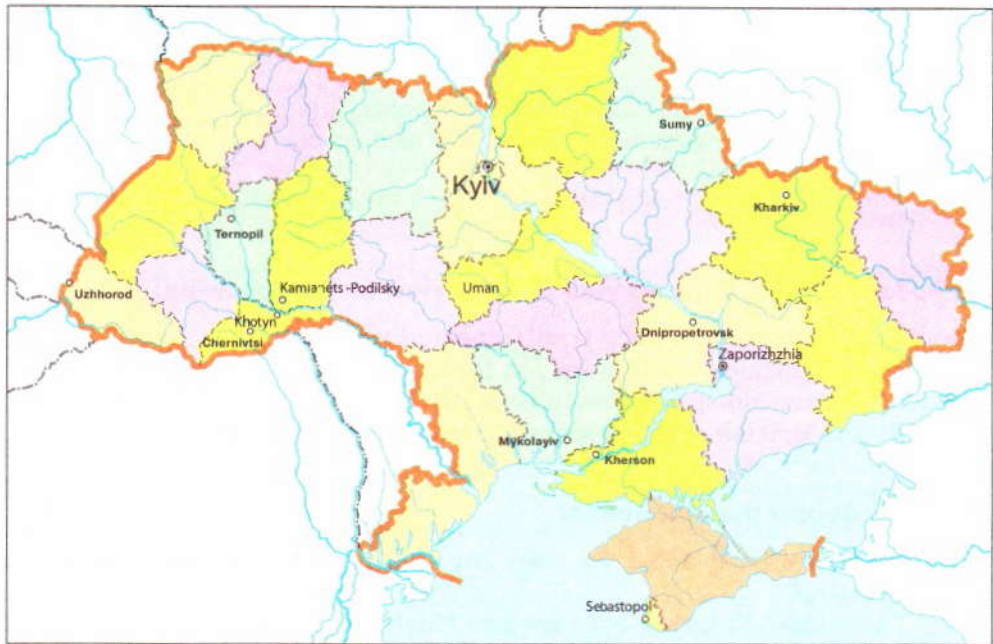 Sumy
Kyiv
Kharkiv
Ternopil
Uzhhorod
Kamianets-Podilsky
Uman
Khotyn
Chernivtsi
Dnipropetrovsk
Zaporizhzhia
Mykolayiv
Kherson
Sebastopol